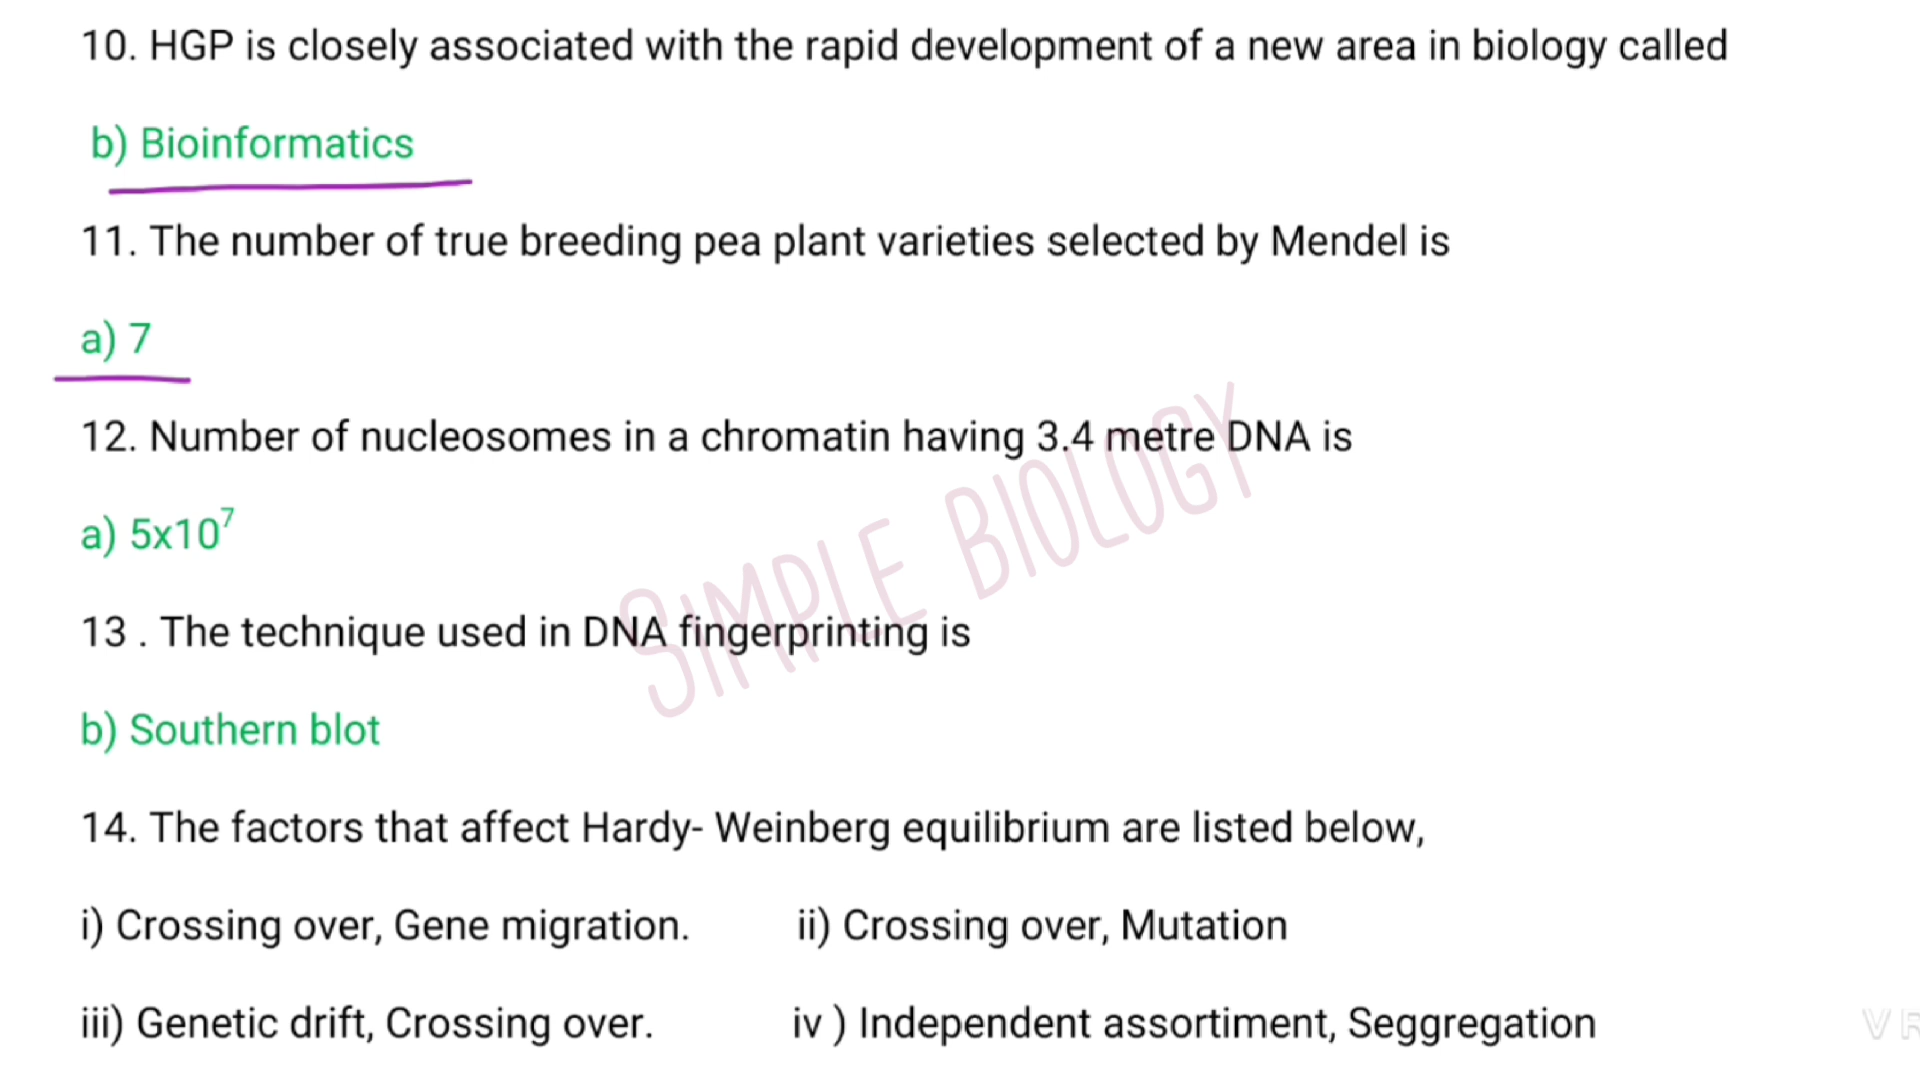 10. HGP is closely associated with the rapid development of a new area in biology called
b) Bioinformatics
11. The number of true breeding pea plant varieties selected by Mendel is
a) 7
12. Number of nucleosomes in a chromatin having 3.4 metre DNA is
a) 5x10⁷
13 . The technique used in DNA fingerprinting is
b) Southern blot
SIMPLE BIOLOGY
14. The factors that affect Hardy- Weinberg equilibrium are listed below,
i) Crossing over, Gene migration. ii) Crossing over, Mutation
iii) Genetic drift, Crossing over. iv ) Independent assortiment, Seggregation